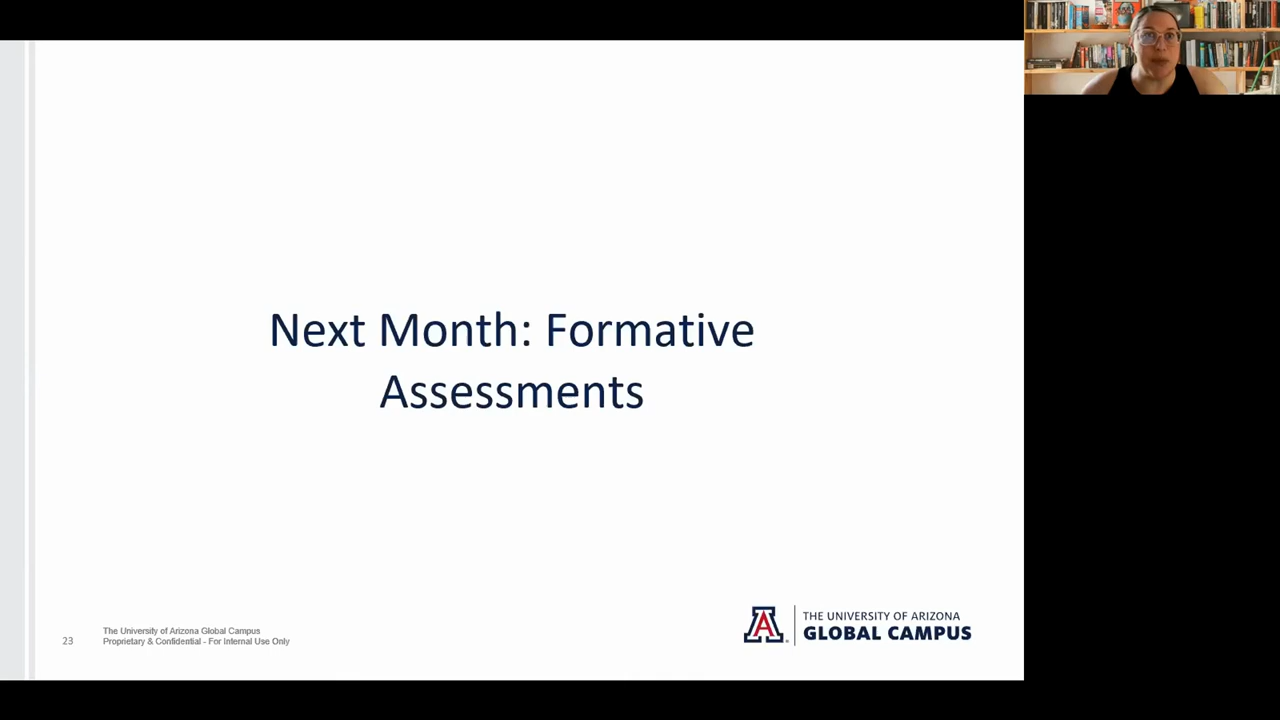 Next Month: Formative
Assessments
23
The University of Arizona Global Campus
Proprietary & Confidential - For Internal Use Only
A
THE UNIVERSITY OF ARIZONA
GLOBAL CAMPUS